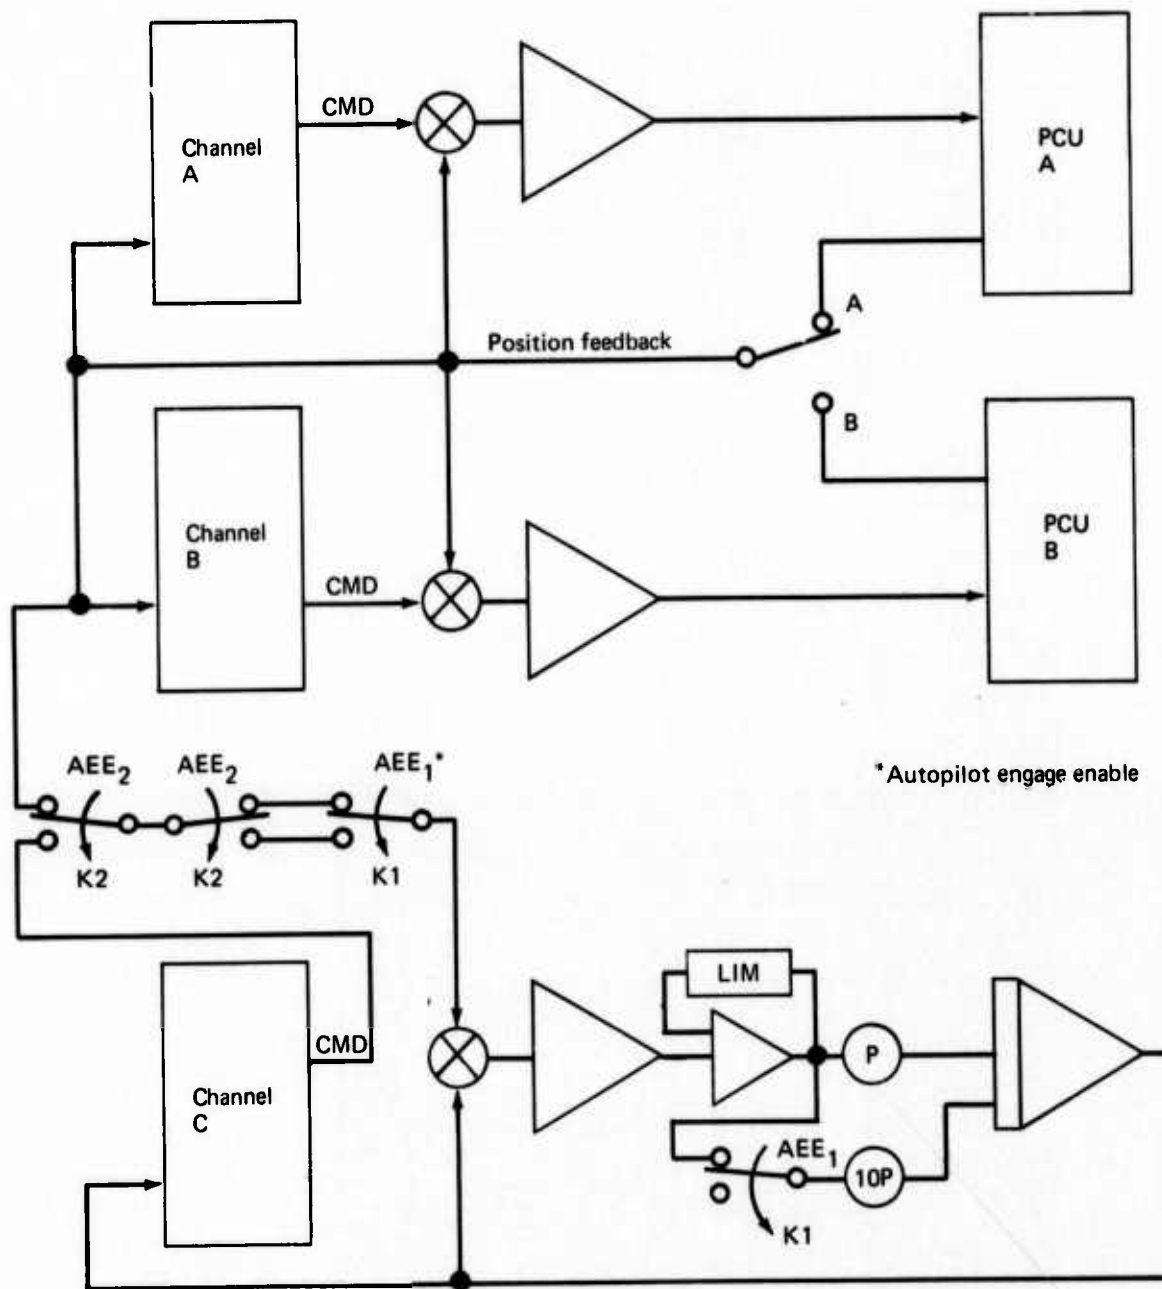 CMD
Channel
A
PCU
A
A
Position feedback
B
Channel
B
CMD
PCU
B
AEE2
AEE2
AEE1*
*Autopilot engage enable
K2
K2
K1
LIM
CMD
P
Channel
C
AEE1
10P
K1